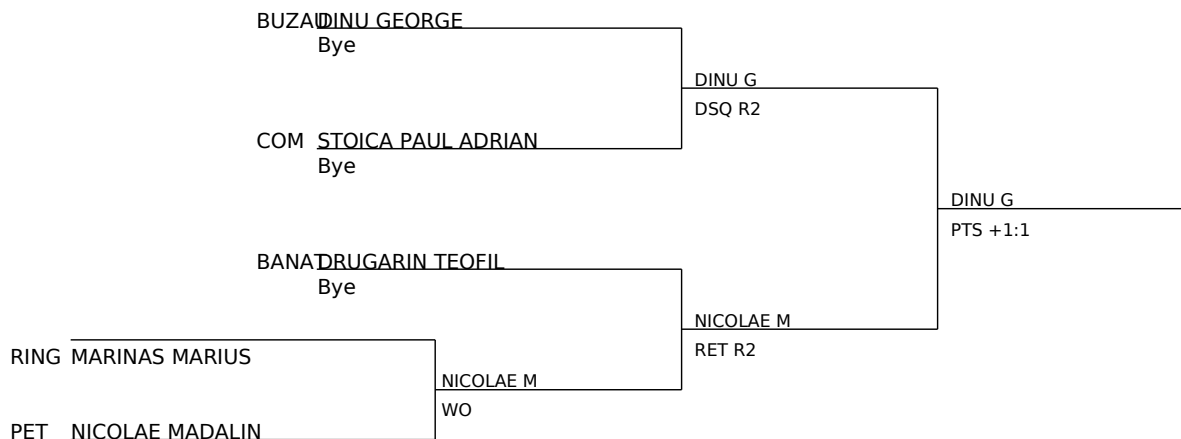 BUZAU DINU GEORGE
Bye
DINU G
DSQ R2
COM STOICA PAUL ADRIAN
Bye
DINU G
PTS +1:1
BANAT DRUGARIN TEOFIL
Bye
NICOLAE M
RET R2
RING MARINAS MARIUS
NICOLAE M
WO
PET NICOLAE MADALIN